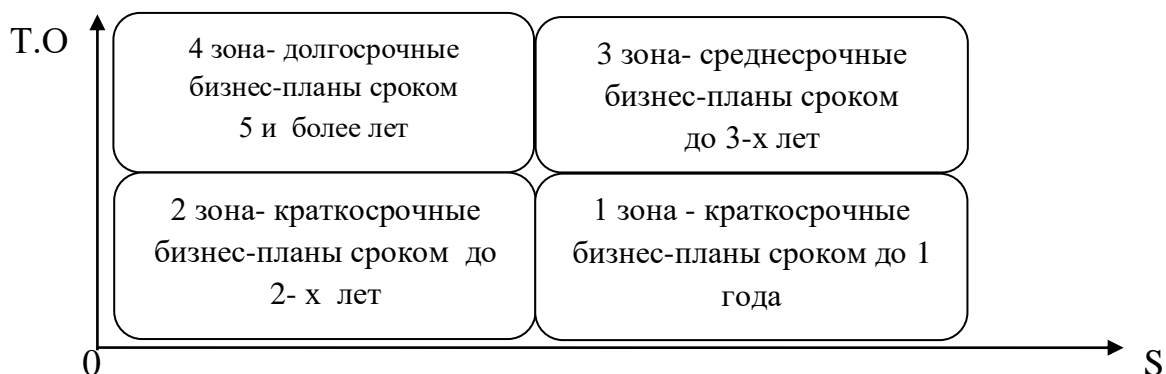 Т.О
4 зона- долгосрочные
бизнес-планы сроком
5 и  более лет
3 зона- среднесрочные
бизнес-планы сроком
до 3-х лет
2 зона- краткосрочные
бизнес-планы сроком  до
2- х  лет
1 зона - краткосрочные
бизнес-планы сроком до 1
года
0
S